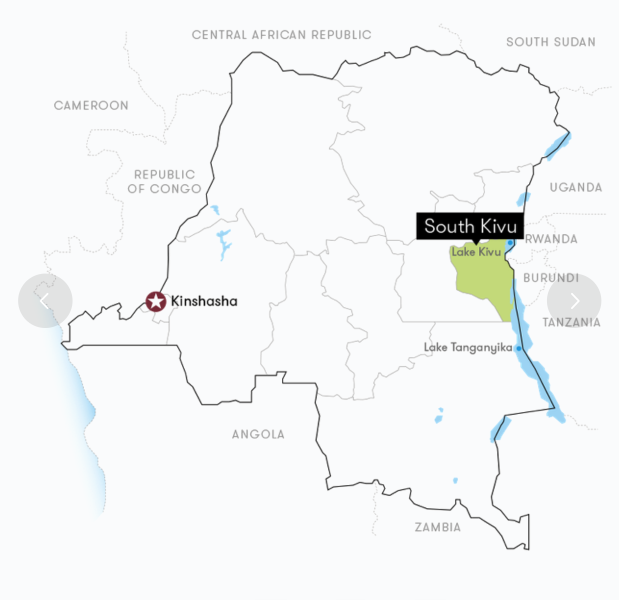 CENTRAL AFRICAN REPUBLIC
SOUTH SUDAN
CAMEROON
REPUBLIC
OF CONGO
UGANDA
South Kivu
RWANDA
Lake Kivu
BURUNDI
Kinshasha
TANZANIA
Lake Tanganyika
ANGOLA
ZAMBIA